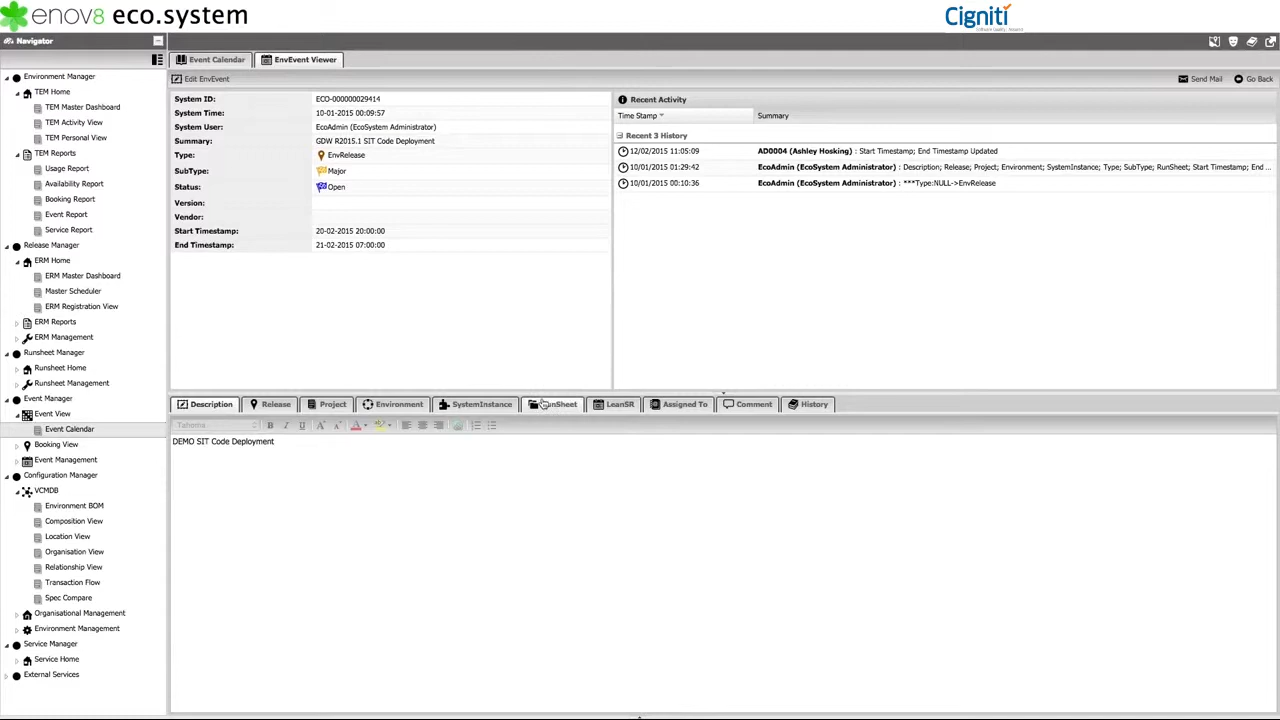 enov8 eco.system
Cigniti
Navigator
Event Calendar
EnvEvent Viewer
Edit EnvEvent
Send Mail
Go Back
Environment Manager
TEM Home
TEM Master Dashboard
TEM Activity View
TEM Personal View
TEM Reports
Usage Report
Availability Report
Booking Report
Event Report
Service Report
Release Manager
ERM Home
ERM Master Dashboard
Master Scheduler
ERM Registration View
ERM Reports
ERM Management
Runsheet Manager
Runsheet Home
Runsheet Management
Event Manager
Event View
Event Calendar
Booking View
Event Management
Configuration Manager
VCMDB
Environment BOM
Composition View
Location View
Organisation View
Relationship View
Transaction Flow
Spec Compare
Organisational Management
Environment Management
Service Manager
Service Home
External Services
System ID: ECO-000000029414
System Time: 10-01-2015 00:09:57
System User: EcoAdmin (EcoSystem Administrator)
Summary: GDW R2015.1 SIT Code Deployment
Type: EnvRelease
SubType: Major
Status: Open
Version:
Vendor:
Start Timestamp: 20-02-2015 20:00:00
End Timestamp: 21-02-2015 07:00:00
Recent Activity
Time Stamp Summary
Recent 3 History
12/02/2015 11:05:09 AD0004 (Ashley Hosking) : Start Timestamp; End Timestamp Updated
10/01/2015 01:29:42 EcoAdmin (EcoSystem Administrator) : Description; Release; Project; Environment; SystemInstance; Type; SubType; RunSheet; Start Timestamp; End ...
10/01/2015 00:10:36 EcoAdmin (EcoSystem Administrator) : ***Type:NULL->EnvRelease
Description Release Project Environment SystemInstance RunSheet LeanSR Assigned To Comment History
Tahoma
DEMO SIT Code Deployment